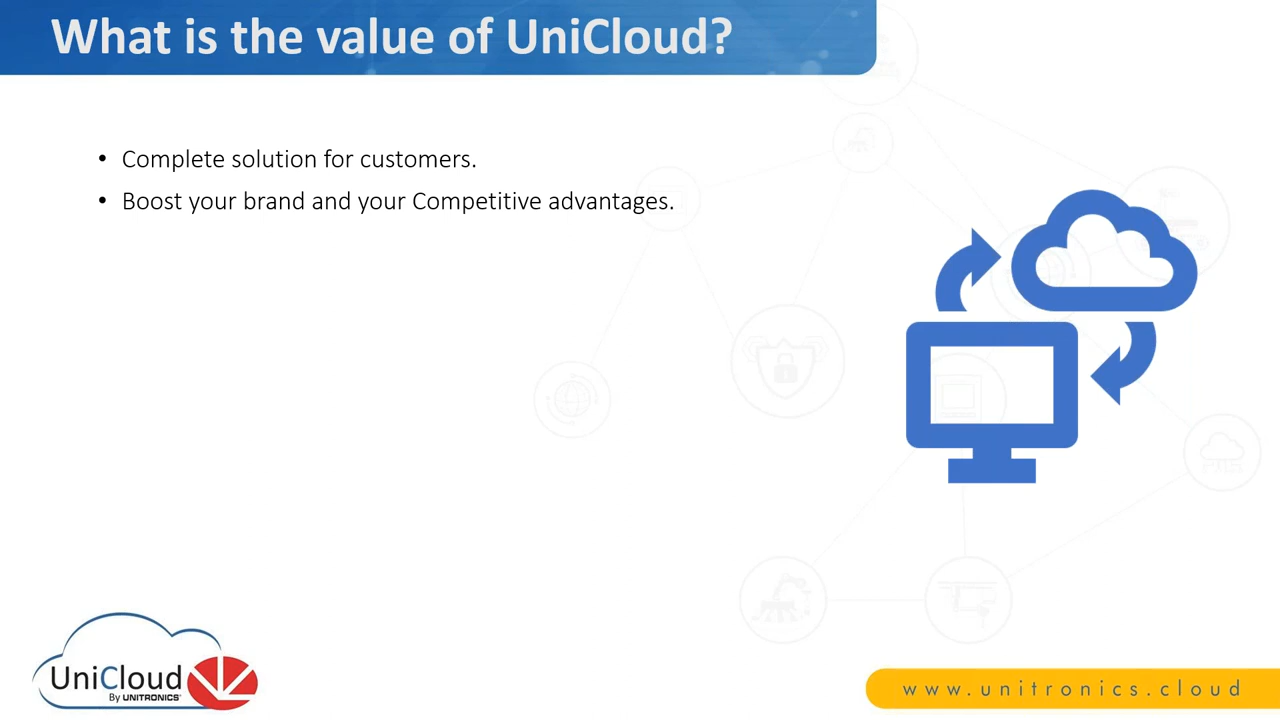 What is the value of UniCloud?
• Complete solution for customers.
• Boost your brand and your Competitive advantages.
UniCloud
By UNITRONICS®
www.unitronics.cloud